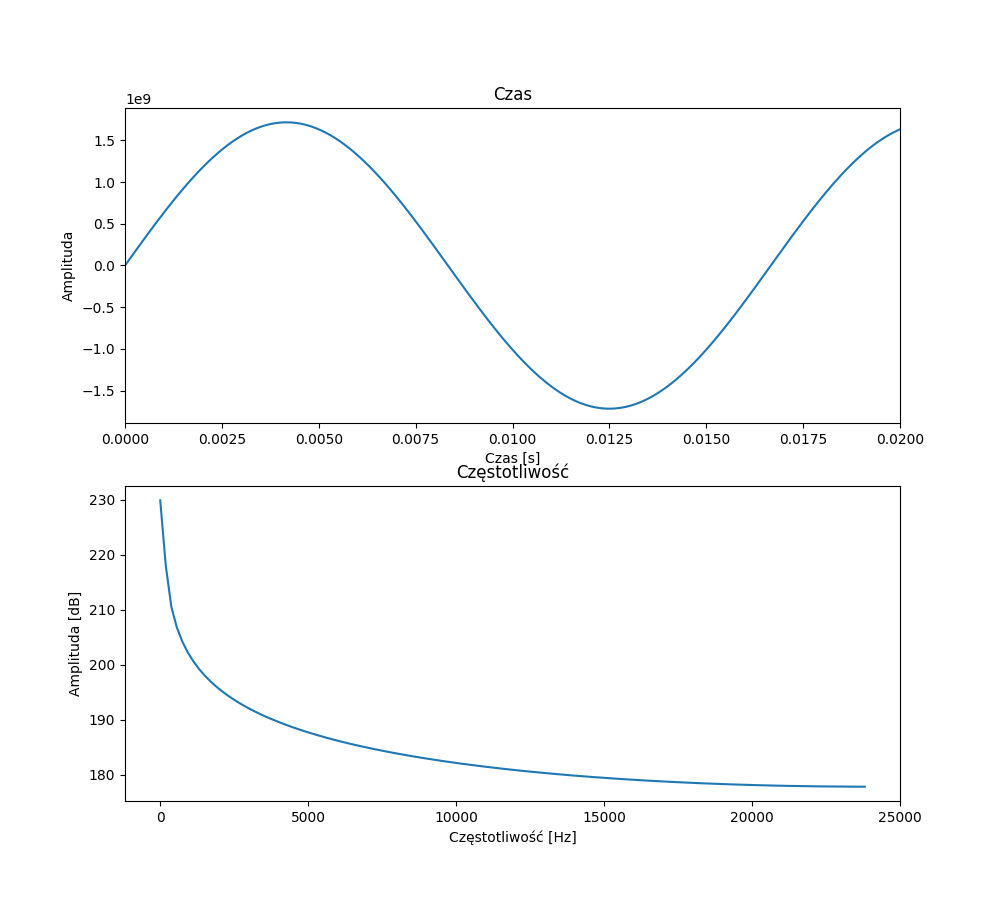 Czas
1e9
1.5
1.0
0.5
0.0
−0.5
−1.0
−1.5
Amplituda
0.0000 0.0025 0.0050 0.0075 0.0100 0.0125 0.0150 0.0175 0.0200
Czas [s]
Częstotliwość
230
220
210
200
190
180
Amplituda [dB]
0 5000 10000 15000 20000 25000
Częstotliwość [Hz]